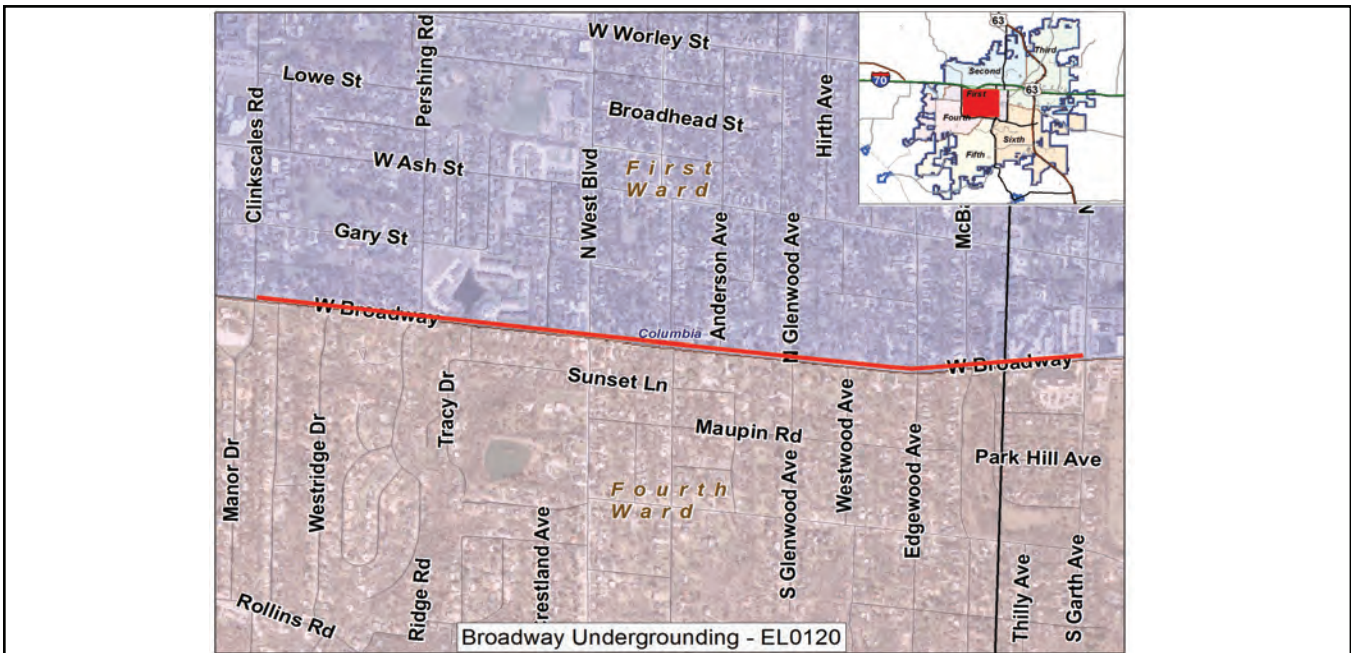 W Worley St
Pershing Rd
Lowe St
Clinkscales Rd
Broadhead St
Hirth Ave
W Ash St
N West Blvd
First
Ward
Gary St
Anderson Ave
N Glenwood Ave
McBa
N
W Broadway
Columbia
W Broadway
Sunset Ln
Tracy Dr
Maupin Rd
Westwood Ave
Park Hill Ave
Manor Dr
Westridge Dr
Fourth
Ward
S Glenwood Ave
Edgewood Ave
Ridge Rd
restland Ave
Thilly Ave
S Garth Ave
Rollins Rd
Broadway Undergrounding - EL0120
63
Third
Second
70
63
First
Fourth
Sixth
Fifth